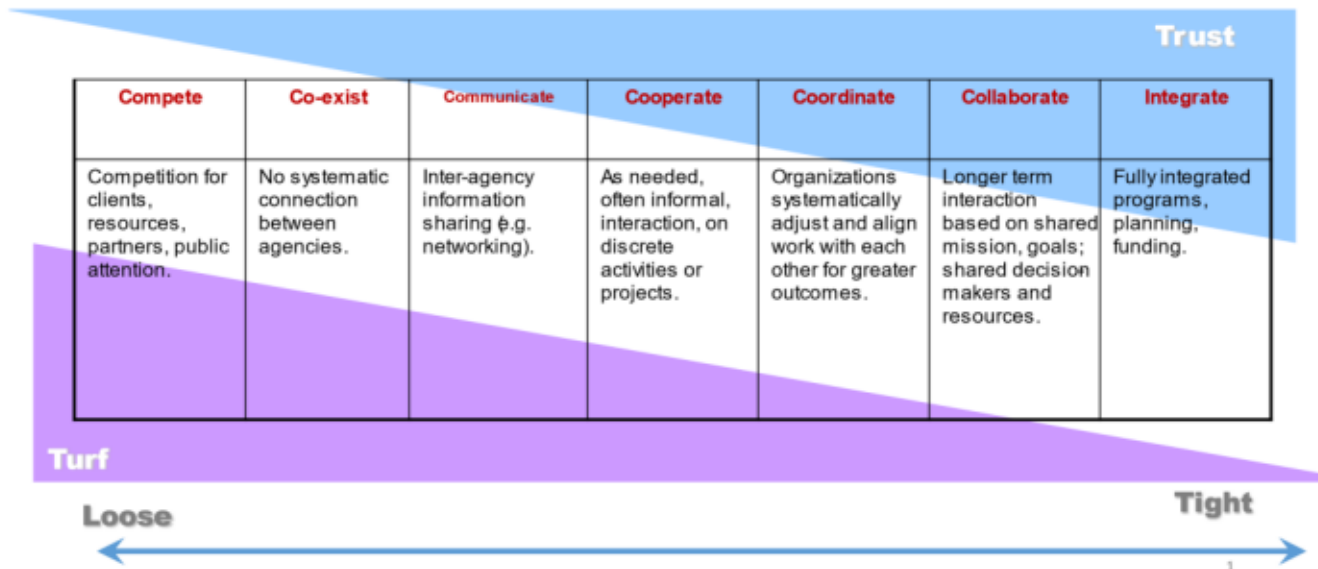 Trust
Compete
Co-exist
Communicate
Cooperate
Coordinate
Collaborate
Integrate
Competition for
clients,
resources,
partners, public
attention.
No systematic
connection
between
agencies.
Inter-agency
information
sharing (e.g.
networking).
As needed,
often informal,
interaction, on
discrete
activities or
projects.
Organizations
systematically
adjust and align
work with each
other for greater
outcomes.
Longer term
interaction
based on shared
mission, goals;
shared decision-
makers and
resources.
Fully integrated
programs,
planning,
funding.
Turf
Loose
Tight
1